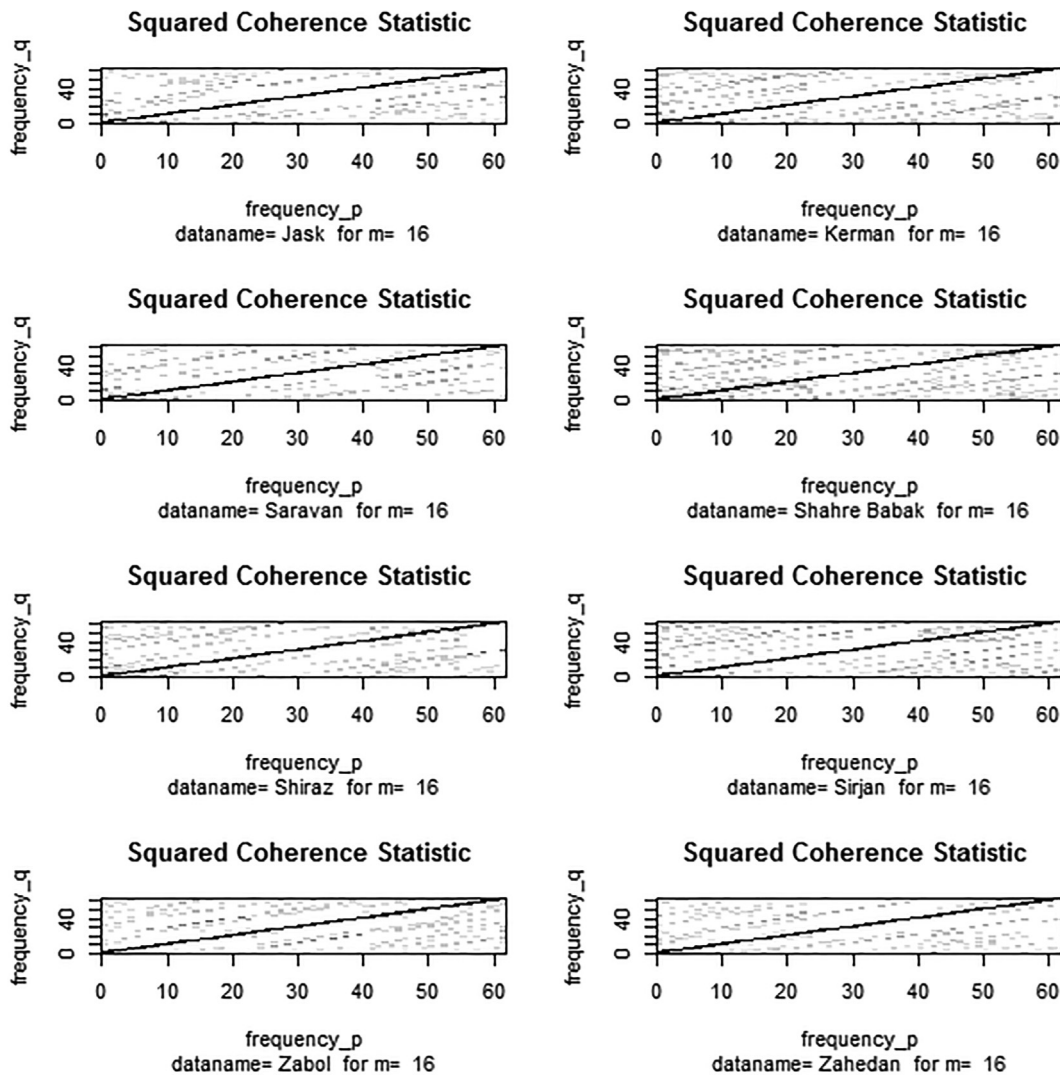 Squared Coherence Statistic
frequency_q
0 40
0 10 20 30 40 50 60
frequency_p
dataname= Jask for m= 16
Squared Coherence Statistic
frequency_q
0 40
0 10 20 30 40 50 60
frequency_p
dataname= Kerman for m= 16
Squared Coherence Statistic
frequency_q
0 40
0 10 20 30 40 50 60
frequency_p
dataname= Saravan for m= 16
Squared Coherence Statistic
frequency_q
0 40
0 10 20 30 40 50 60
frequency_p
dataname= Shahre Babak for m= 16
Squared Coherence Statistic
frequency_q
0 40
0 10 20 30 40 50 60
frequency_p
dataname= Shiraz for m= 16
Squared Coherence Statistic
frequency_q
0 40
0 10 20 30 40 50 60
frequency_p
dataname= Sirjan for m= 16
Squared Coherence Statistic
frequency_q
0 40
0 10 20 30 40 50 60
frequency_p
dataname= Zabol for m= 16
Squared Coherence Statistic
frequency_q
0 40
0 10 20 30 40 50 60
frequency_p
dataname= Zahedan for m= 16